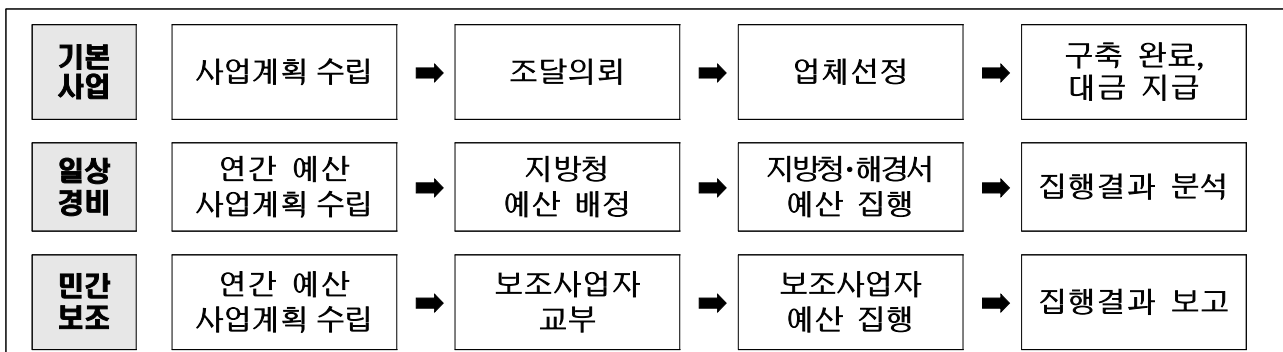 기본
사업
사업계획 수립
➡
조달의뢰
➡
업체선정
➡
구축 완료,
대금 지급
일상
경비
연간 예산
사업계획 수립
➡
지방청
예산 배정
➡
지방청·해경서
예산 집행
➡
집행결과 분석
민간
보조
연간 예산
사업계획 수립
➡
보조사업자
교부
➡
보조사업자
예산 집행
➡
집행결과 보고